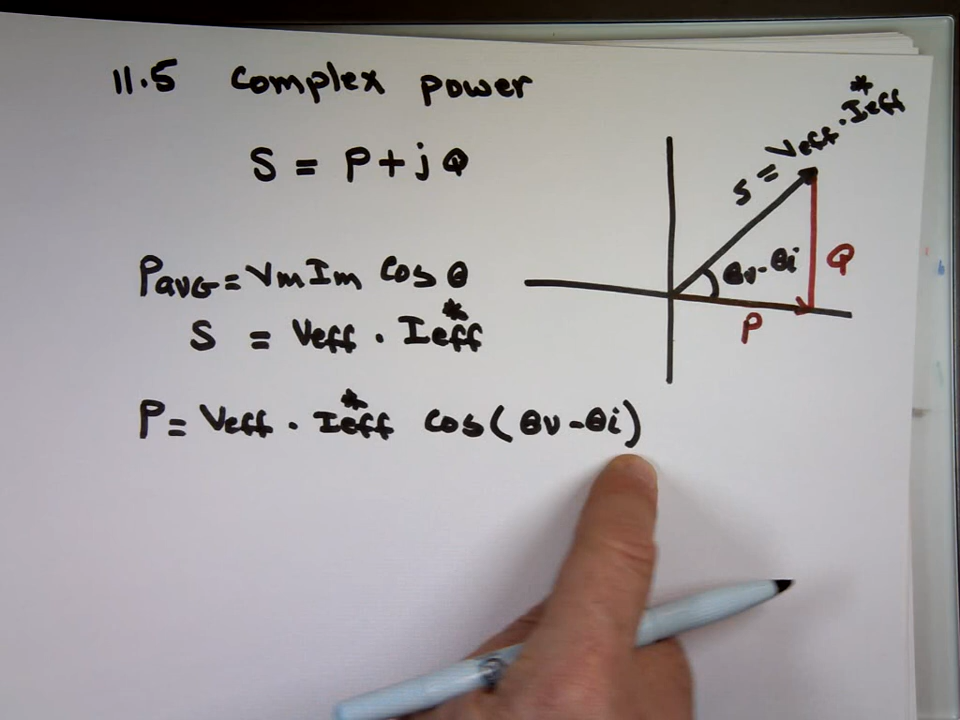 11.5 Complex power
S = P + j Q
PAVG = Vm Im Cos θ
S = Veff . Ieff*
P = Veff . Ieff* Cos(θv - θi)
S = Veff . Ieff*
θv - θi
Q
P